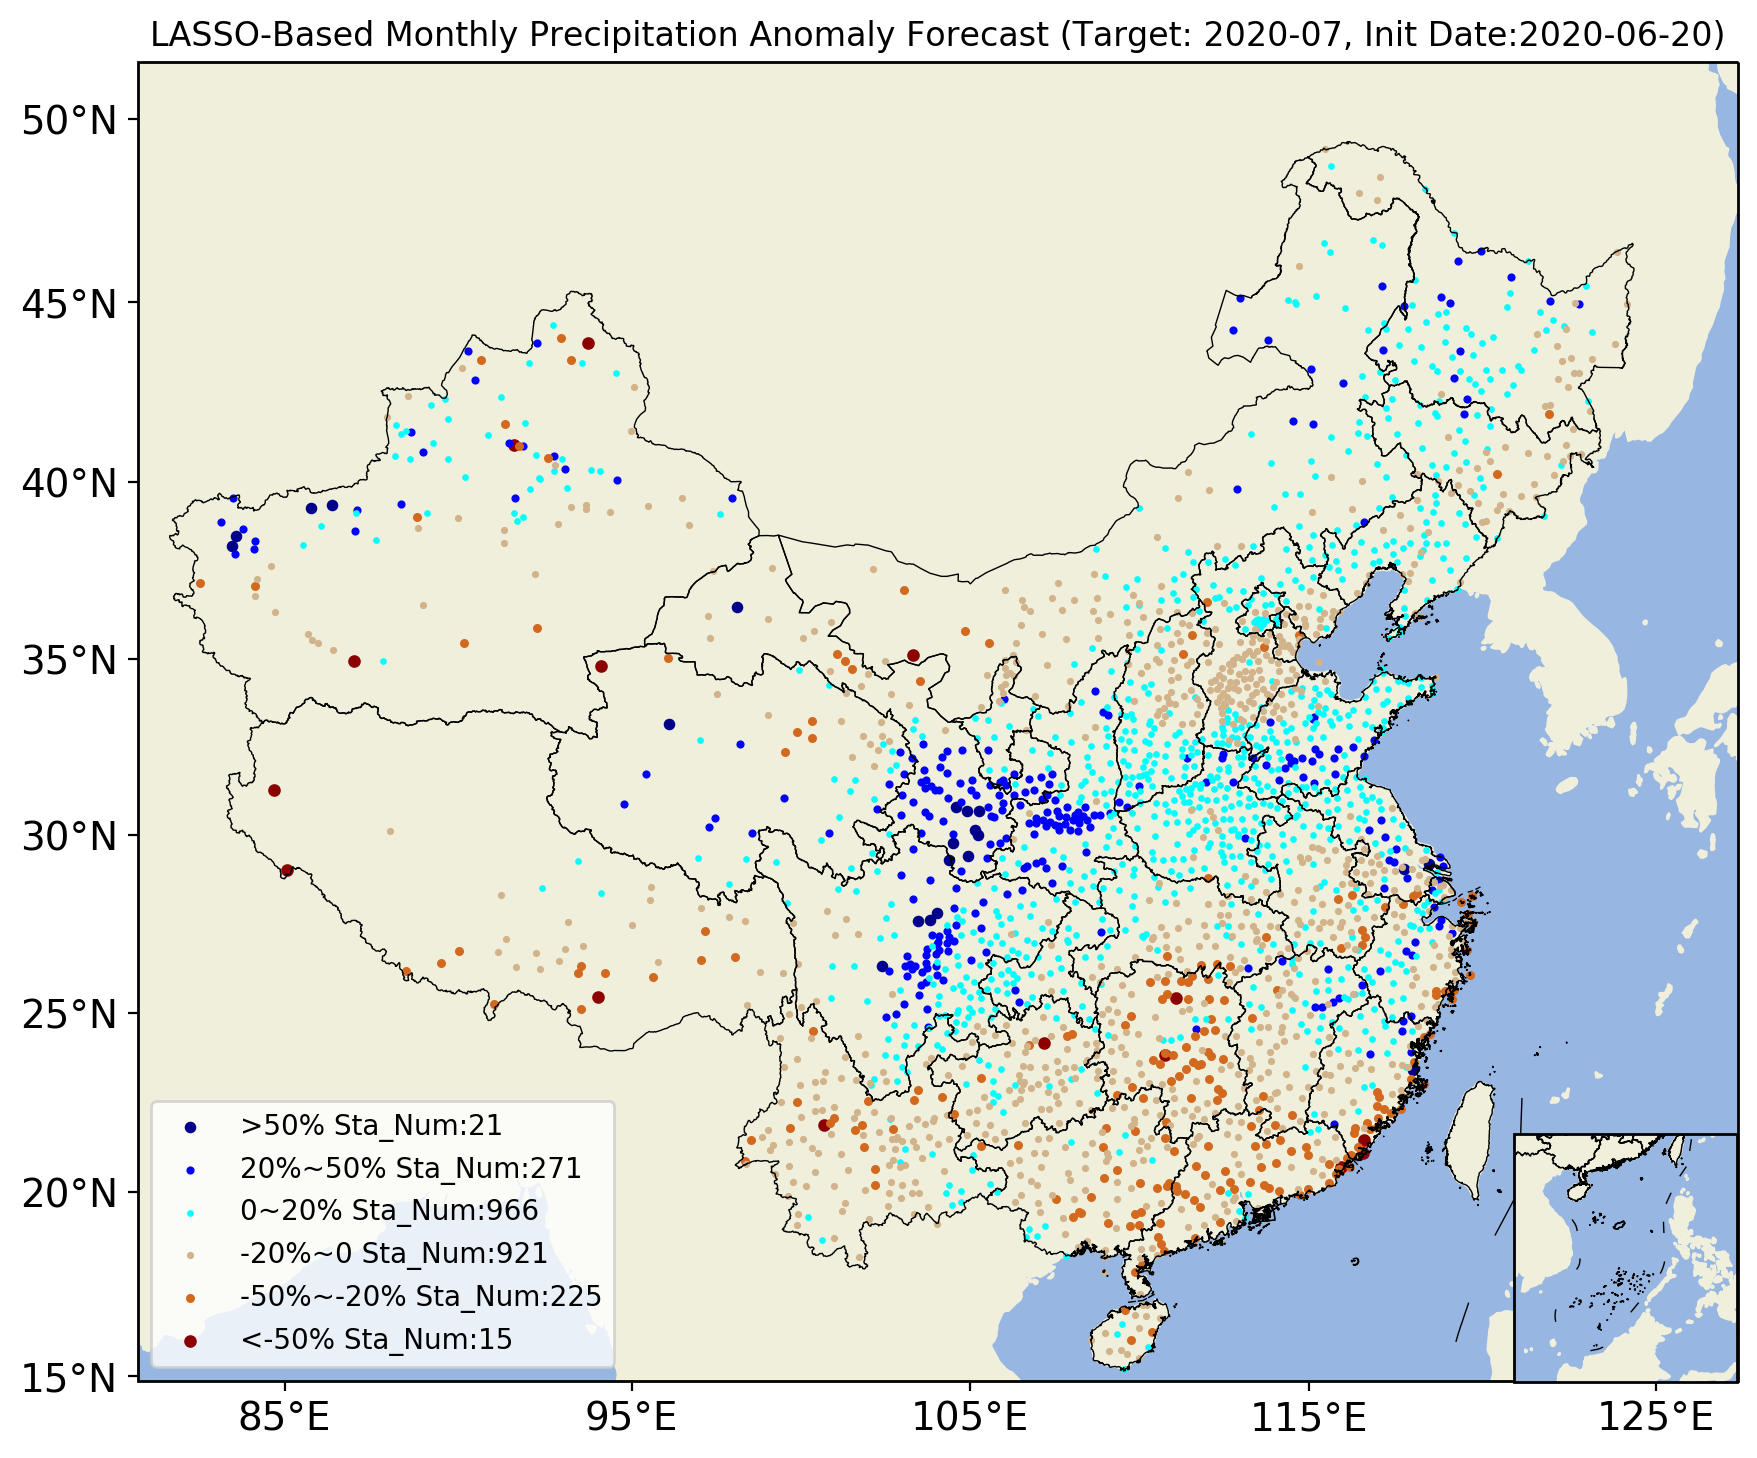 LASSO-Based Monthly Precipitation Anomaly Forecast (Target: 2020-07, Init Date:2020-06-20)
50°N
45°N
40°N
35°N
30°N
25°N
20°N
15°N
>50% Sta_Num:21
20%~50% Sta_Num:271
0~20% Sta_Num:966
-20%~0 Sta_Num:921
-50%~-20% Sta_Num:225
<-50% Sta_Num:15
85°E
95°E
105°E
115°E
125°E